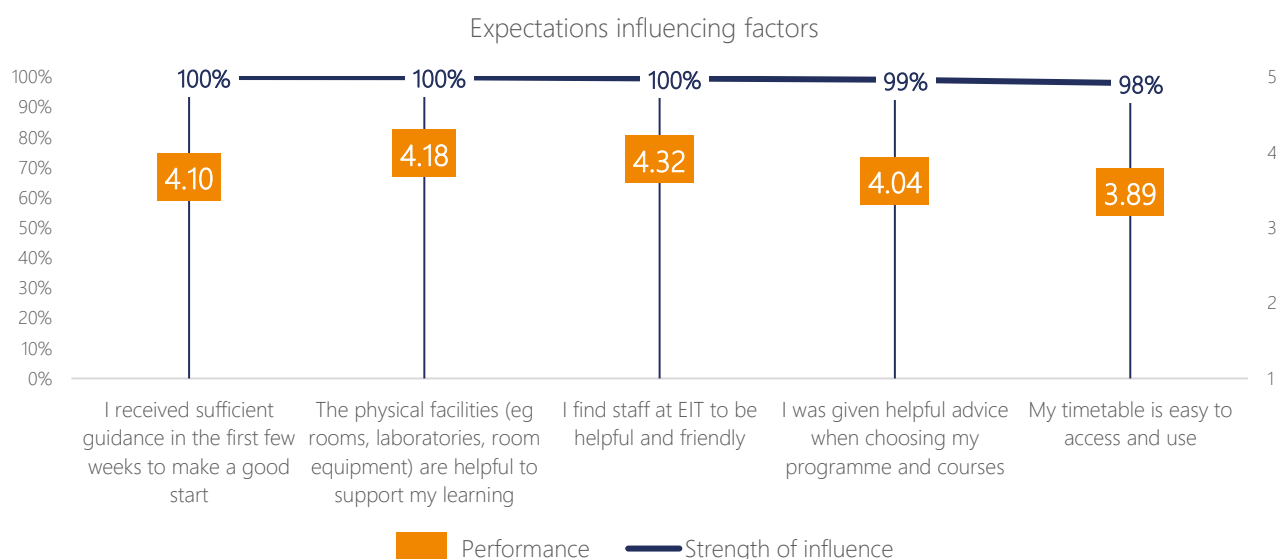 Expectations influencing factors
100%
90%
80%
70%
60%
50%
40%
30%
20%
10%
0%
5
4
3
2
1
100%
100%
100%
99%
98%
4.10
4.18
4.32
4.04
3.89
I received sufficient
guidance in the first few
weeks to make a good
start
The physical facilities (eg
rooms, laboratories, room
equipment) are helpful to
support my learning
I find staff at EIT to be
helpful and friendly
I was given helpful advice
when choosing my
programme and courses
My timetable is easy to
access and use
Performance
Strength of influence